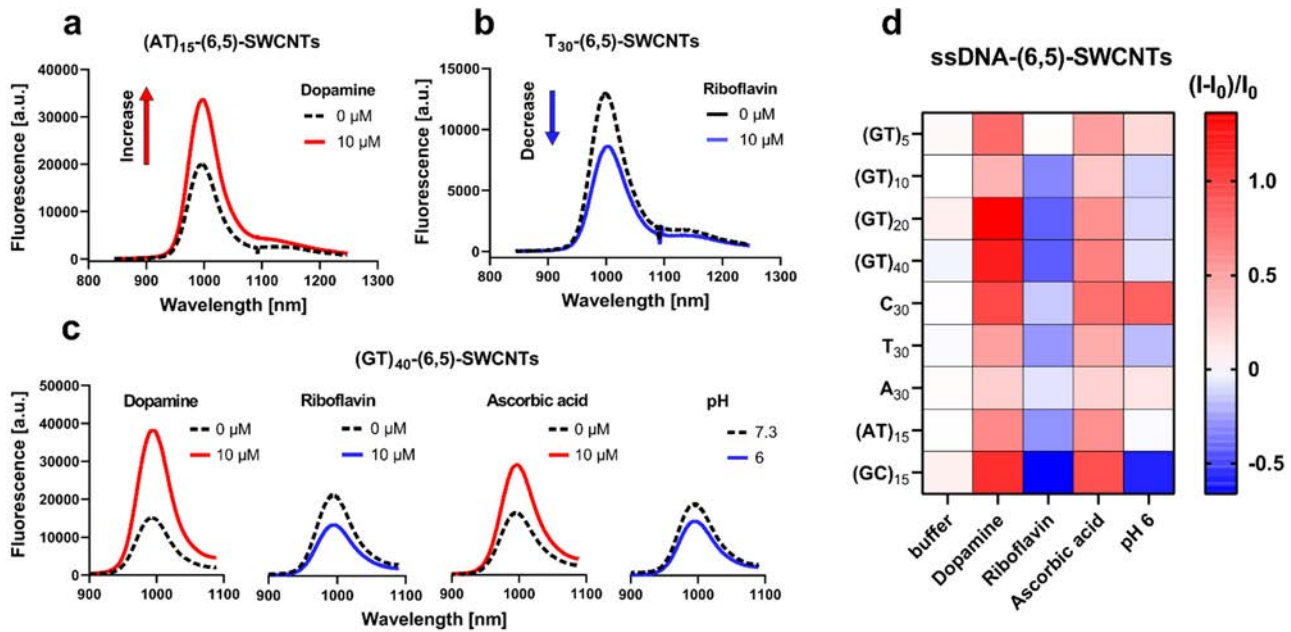 a
(AT)₁₅-(6,5)-SWCNTs
Fluorescence [a.u.]
40000
30000
20000
10000
0
Increase
Dopamine
0 µM
10 µM
800 900 1000 1100 1200 1300
Wavelength [nm]
b
T₃₀-(6,5)-SWCNTs
Fluorescence [a.u.]
15000
10000
5000
0
Decrease
Riboflavin
0 µM
10 µM
800 900 1000 1100 1200 1300
Wavelength [nm]
c
(GT)₄₀-(6,5)-SWCNTs
Fluorescence [a.u.]
50000
40000
30000
20000
10000
0
Dopamine
0 µM
10 µM
900 1000 1100
Riboflavin
0 µM
10 µM
900 1000 1100
Ascorbic acid
0 µM
10 µM
900 1000 1100
pH
7.3
6
900 1000 1100
Wavelength [nm]
d
ssDNA-(6,5)-SWCNTs
(I-I₀)/I₀
(GT)₅
(GT)₁₀
(GT)₂₀
(GT)₄₀
C₃₀
T₃₀
A₃₀
(AT)₁₅
(GC)₁₅
buffer
Dopamine
Riboflavin
Ascorbic acid
pH 6
1.0
0.5
0
-0.5